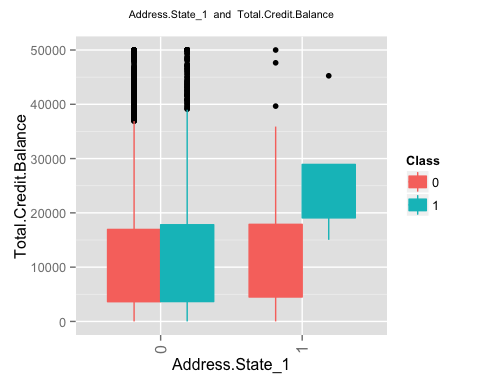 Address.State_1 and Total.Credit.Balance
50000
40000
30000
20000
10000
0
Total.Credit.Balance
0
1
Address.State_1
Class
0
1